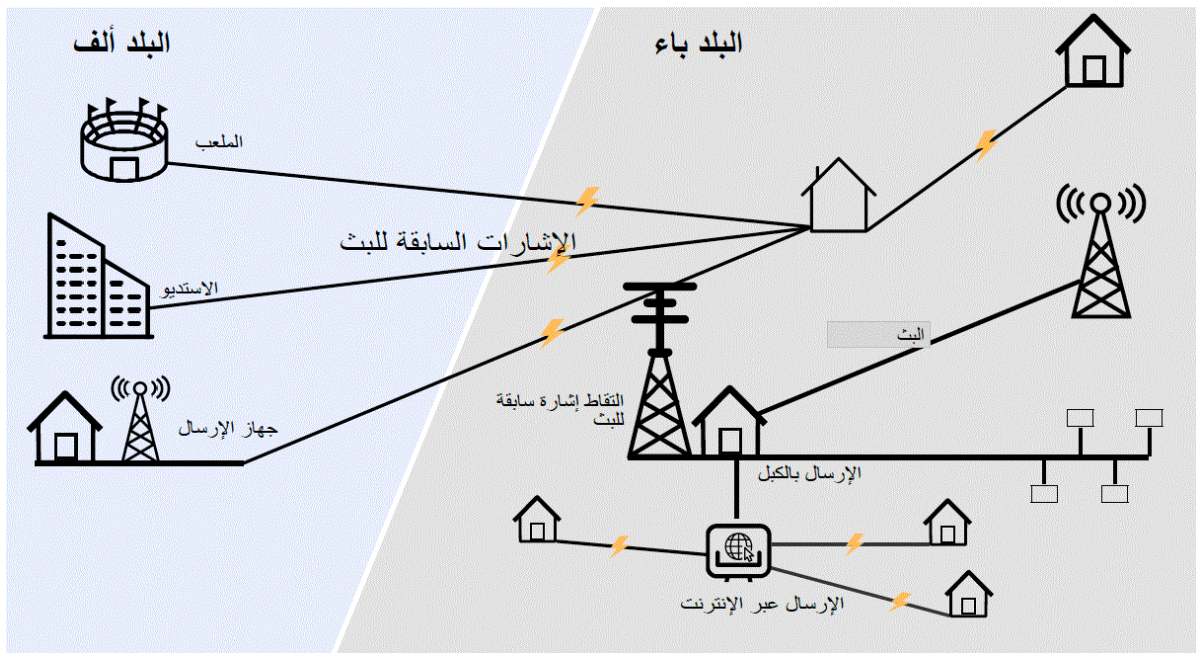 البلد ألف
البلد باء
الملعب
الإشارات السابقة للبث
الاستديو
البث
التقاط إشارة سابقة
للبث
جهاز الإرسال
الإرسال بالكبل
الإرسال عبر الإنترنت